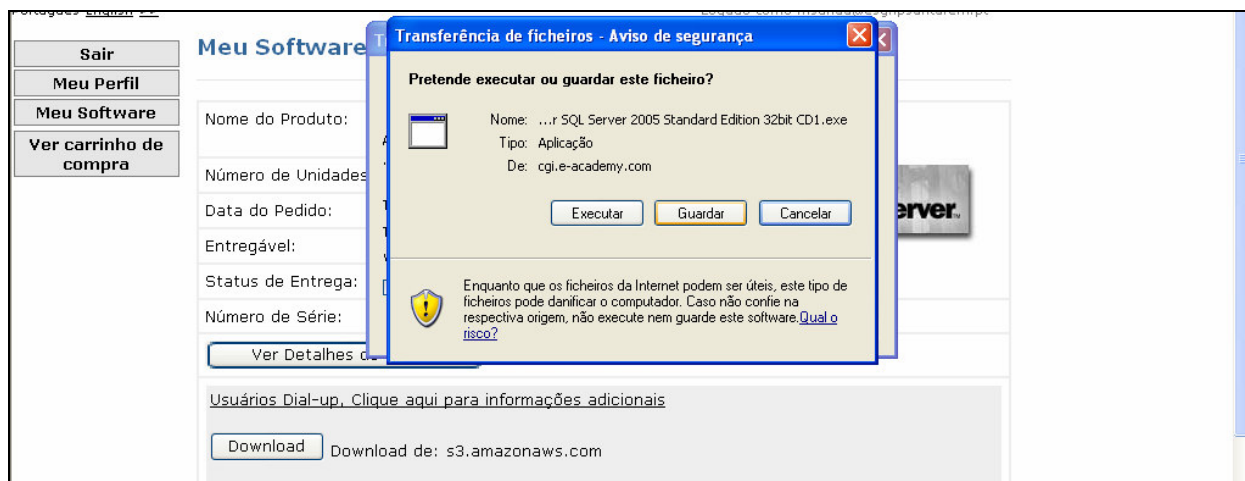 English
Sair
Meu Perfil
Meu Software
Ver carrinho de
compra
Meu Software
Nome do Produto:
Número de Unidades
Data do Pedido:
Entregável:
Status de Entrega:
Número de Série:
Ver Detalhes
Transferência de ficheiros - Aviso de segurança
Pretende executar ou guardar este ficheiro?
Nome: ...r SQL Server 2005 Standard Edition 32bit CD1.exe
Tipo: Aplicação
De: cgi.e-academy.com
Executar Guardar Cancelar
Enquanto que os ficheiros da Internet podem ser úteis, este tipo de
ficheiros pode danificar o computador. Caso não confie na
respectiva origem, não execute nem guarde este software.Qual o
risco?
erver
Usuários Dial-up, Clique aqui para informações adicionais
Download Download de: s3.amazonaws.com